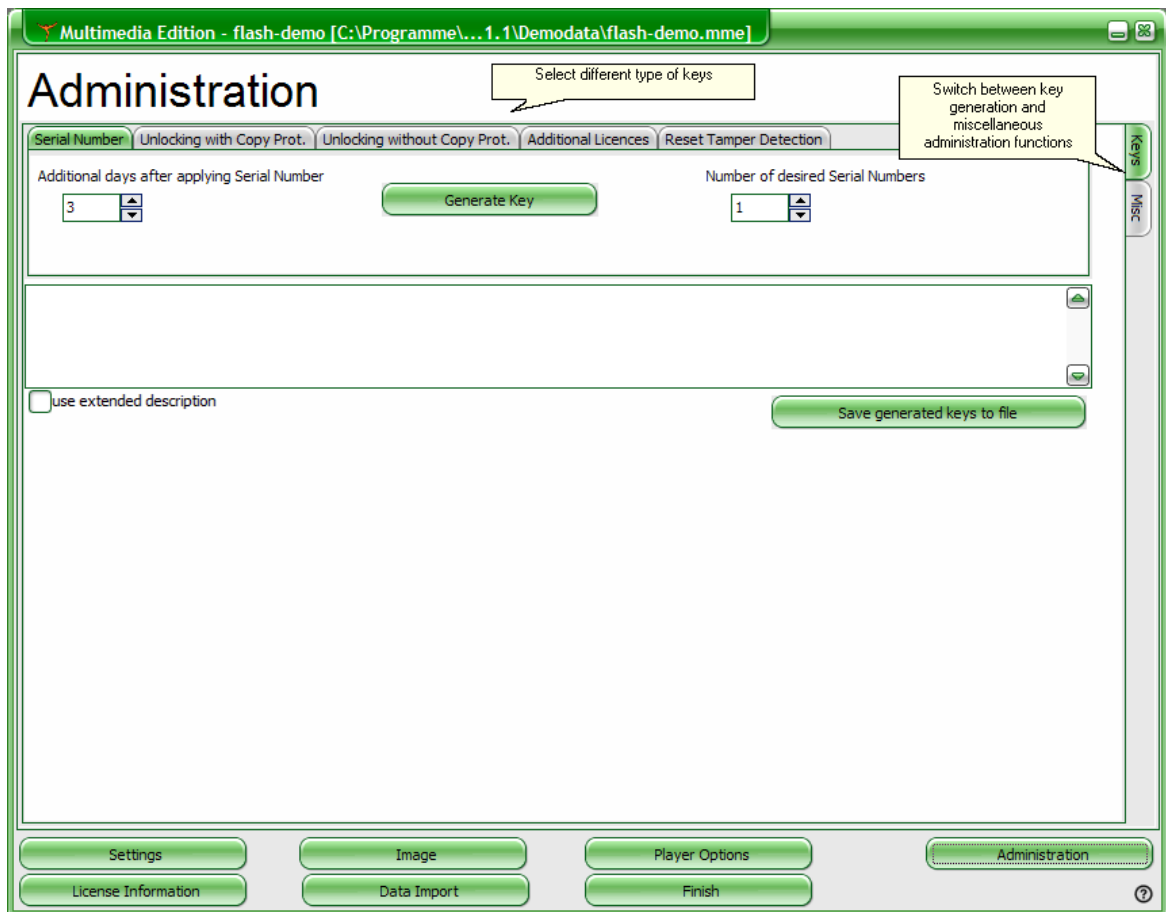 Multimedia Edition - flash-demo [C:\Programme\...1.1\Demodata\flash-demo.mme]
Administration
Select different type of keys
Switch between key
generation and
miscellaneous
administration functions
Serial Number
Unlocking with Copy Prot.
Unlocking without Copy Prot.
Additional Licences
Reset Tamper Detection
Keys
Misc
Additional days after applying Serial Number
3
Generate Key
Number of desired Serial Numbers
1
use extended description
Save generated keys to file
Settings
Image
Player Options
Administration
License Information
Data Import
Finish
?